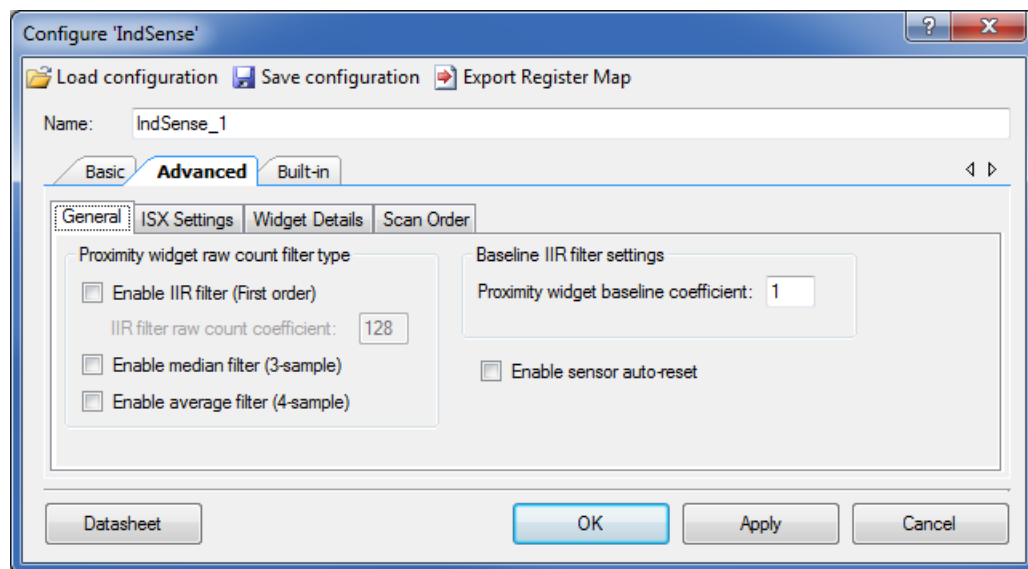 Configure 'IndSense'
Load configuration Save configuration Export Register Map
Name: IndSense_1
Basic Advanced Built-in
General ISX Settings Widget Details Scan Order
Proximity widget raw count filter type
Enable IIR filter (First order)
IIR filter raw count coefficient: 128
Enable median filter (3-sample)
Enable average filter (4-sample)
Baseline IIR filter settings
Proximity widget baseline coefficient: 1
Enable sensor auto-reset
Datasheet OK Apply Cancel